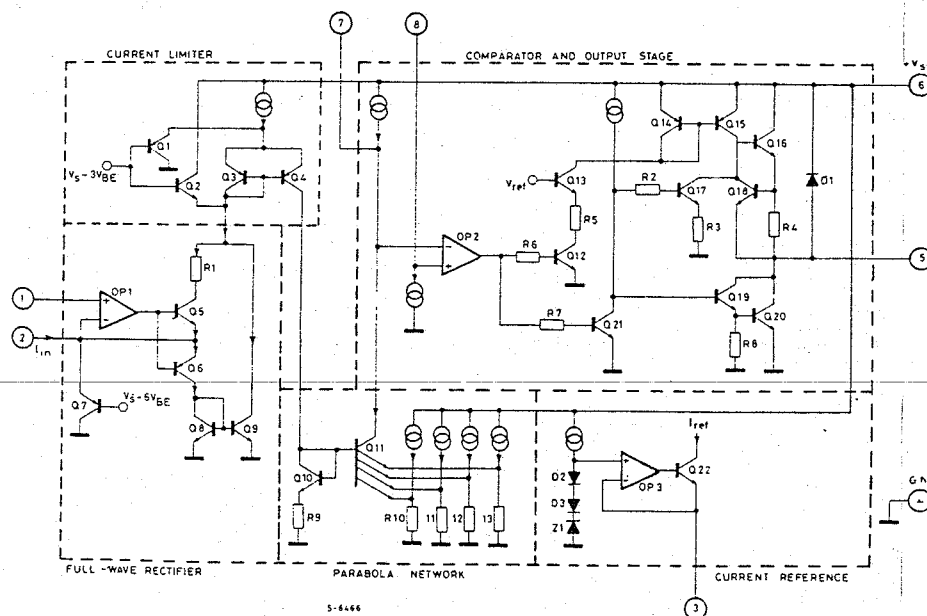 7
8
CURRENT LIMITER
COMPARATOR AND OUTPUT STAGE
Vs
6
Q14
Q15
Q1
Q16
Vs-3VBE
Q2
Q3
Q4
Vref
Q13
R2
Q17
Q18
D1
R5
R3
R4
OP2
R6
Q12
5
R1
1
OP1
Q5
Q19
Q20
R7
Q21
2
Iin
Q6
R8
Q7
Vs-6VBE
Q8
Q9
Q11
Iref
Q10
D2
OP3
Q22
R9
R10
11
12
13
D3
Z1
FULL-WAVE RECTIFIER
PARABOLA NETWORK
CURRENT REFERENCE
S-6466
3